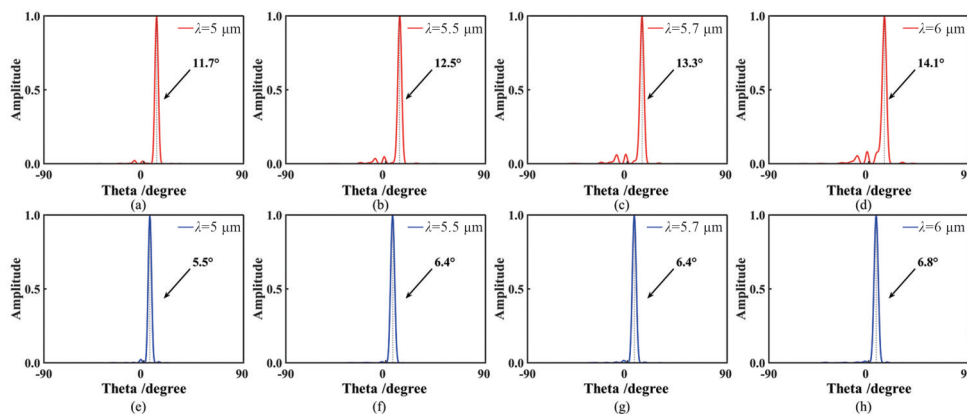 1.0
λ=5 μm
11.7°
0.5
0.0
Amplitude
-90
0
90
Theta /degree
(a)
1.0
λ=5.5 μm
12.5°
0.5
0.0
Amplitude
-90
0
90
Theta /degree
(b)
1.0
λ=5.7 μm
13.3°
0.5
0.0
Amplitude
-90
0
90
Theta /degree
(c)
1.0
λ=6 μm
14.1°
0.5
0.0
Amplitude
-90
0
90
Theta /degree
(d)
1.0
λ=5 μm
5.5°
0.5
0.0
Amplitude
-90
0
90
Theta /degree
(e)
1.0
λ=5.5 μm
6.4°
0.5
0.0
Amplitude
-90
0
90
Theta /degree
(f)
1.0
λ=5.7 μm
6.4°
0.5
0.0
Amplitude
-90
0
90
Theta /degree
(g)
1.0
λ=6 μm
6.8°
0.5
0.0
Amplitude
-90
0
90
Theta /degree
(h)